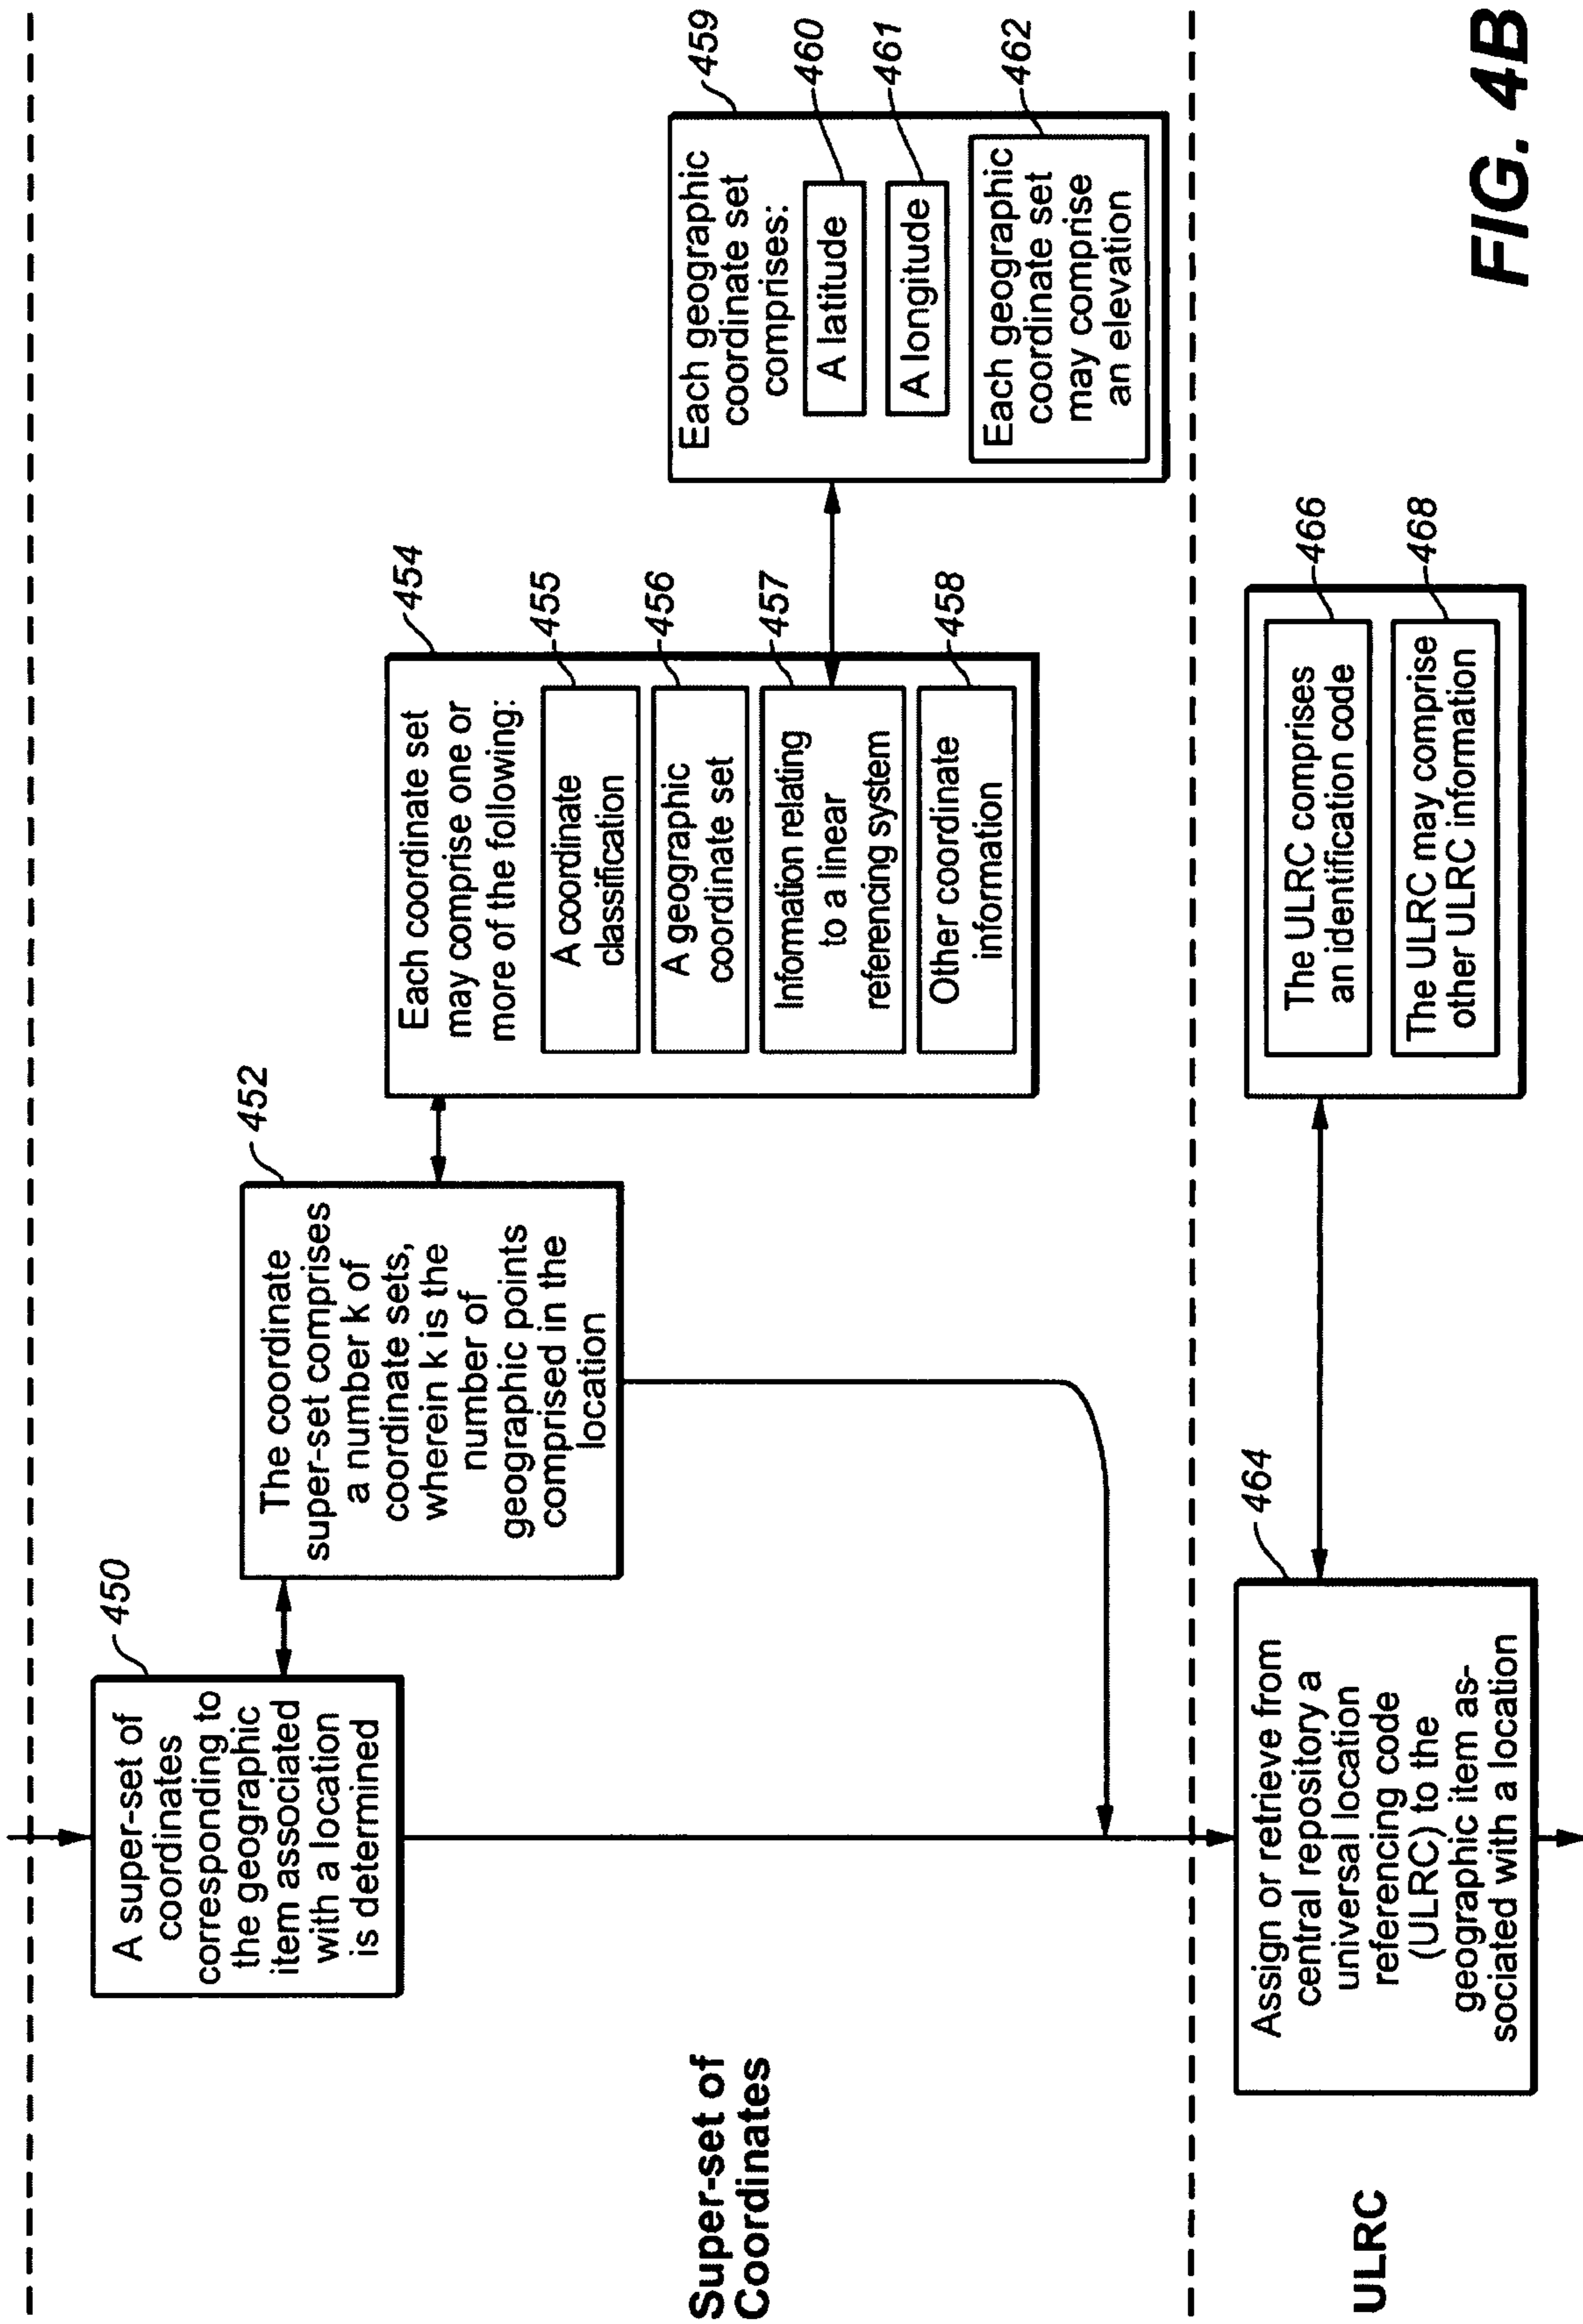 450
A super-set of
coordinates
corresponding to
the geographic
item associated
with a location
is determined
452
The coordinate
super-set comprises
a number k of
coordinate sets,
wherein k is the
number of
geographic points
comprised in the
location
454
Each coordinate set
may comprise one or
more of the following:
455
A coordinate
classification
456
A geographic
coordinate set
457
Information relating
to a linear
referencing system
458
Other coordinate
information
459
Each geographic
coordinate set
comprises:
460
A latitude
461
A longitude
462
Each geographic
coordinate set
may comprise
an elevation
Super-set of
Coordinates
ULRC
464
Assign or retrieve from
central repository a
universal location
referencing code
(ULRC) to the
geographic item as-
sociated with a location
466
The ULRC comprises
an identification code
468
The ULRC may comprise
other ULRC information
FIG. 4B